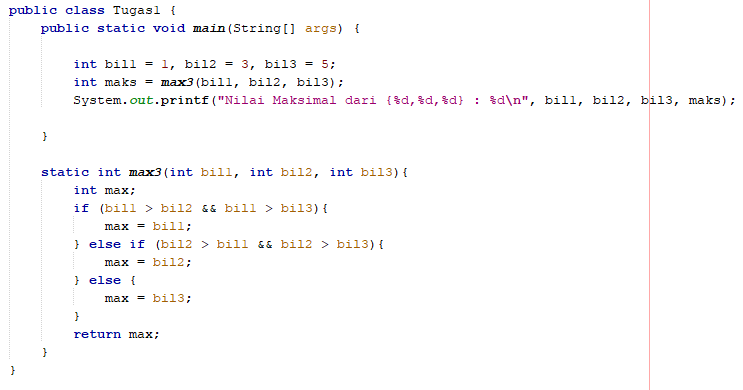 public class Tugas1 {
public static void main(String[] args) {
int bil1 = 1, bil2 = 3, bil3 = 5;
int maks = max3(bil1, bil2, bil3);
System.out.printf("Nilai Maksimal dari {%d,%d,%d} : %d\n", bil1, bil2, bil3, maks);
}
static int max3(int bil1, int bil2, int bil3){
int max;
if (bil1 > bil2 && bil1 > bil3){
max = bil1;
} else if (bil2 > bil1 && bil2 > bil3){
max = bil2;
} else {
max = bil3;
}
return max;
}
}